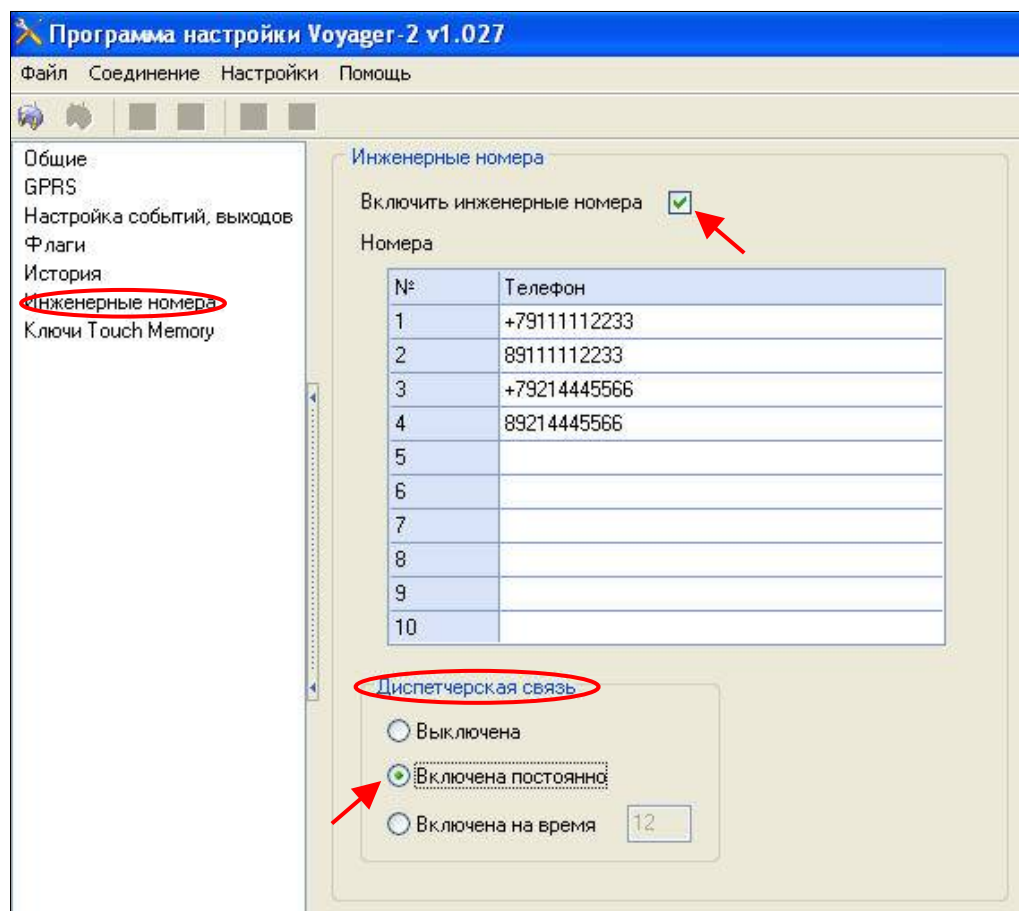 Программа настройки Voyager-2 v1.027
Файл Соединение Настройки Помощь
Общие
GPRS
Настройка событий, выходов
Флаги
История
Инженерные номера
Ключи Touch Memory
Инженерные номера
Включить инженерные номера
Номера
№ Телефон
1 +79111112233
2 89111112233
3 +79214445566
4 89214445566
5
6
7
8
9
10
Диспетчерская связь
Выключена
Включена постоянно
Включена на время 12